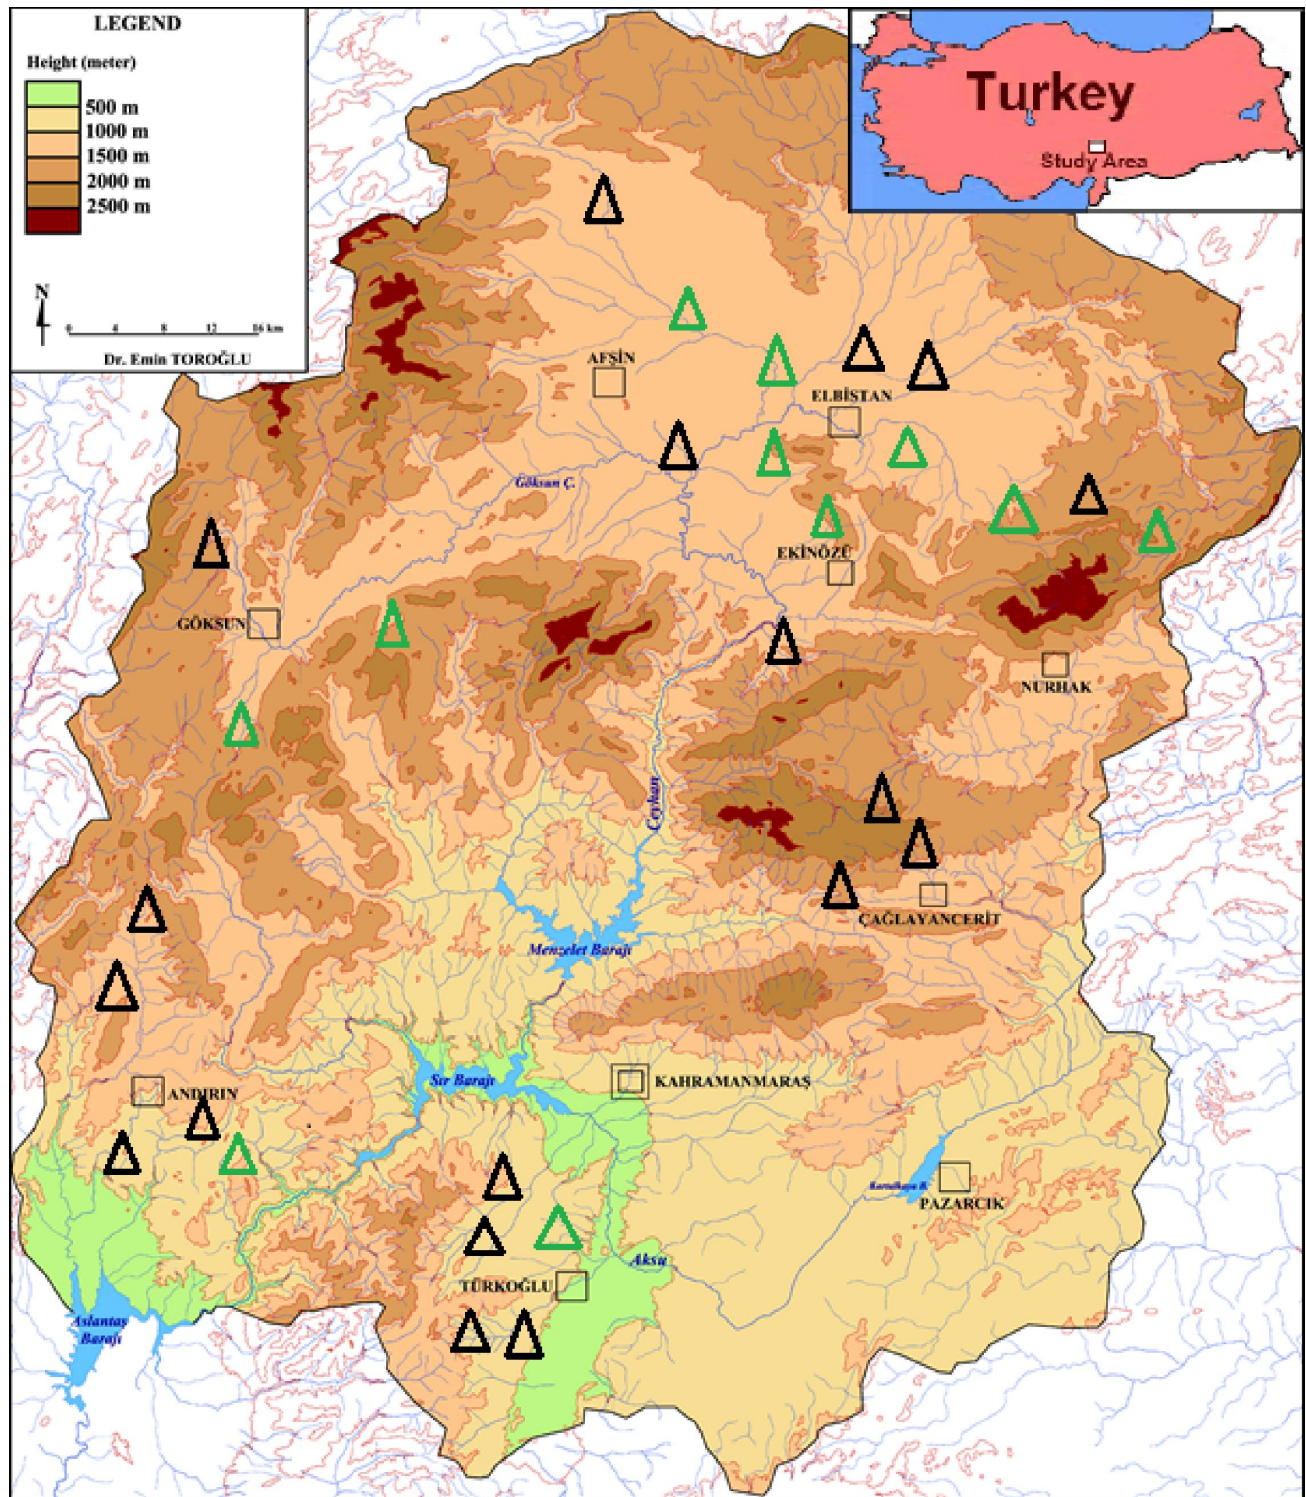 LEGEND
Height (meter)
500 m
1000 m
1500 m
2000 m
2500 m
N
0 4 8 12 16 km
Dr. Emin TOROĞLU
Turkey
Study Area
AFŞİN
ELBİSTAN
Göksun Ç.
EKİNÖZÜ
GÖKSUN
NURHAK
Ceyhan
ÇAĞLAYANCERİT
Menzelet Barajı
Sır Barajı
KAHRAMANMARAŞ
ANDIRIN
PAZARCIK
Aksu
TÜRKOĞLU
Aslantaş
Barajı